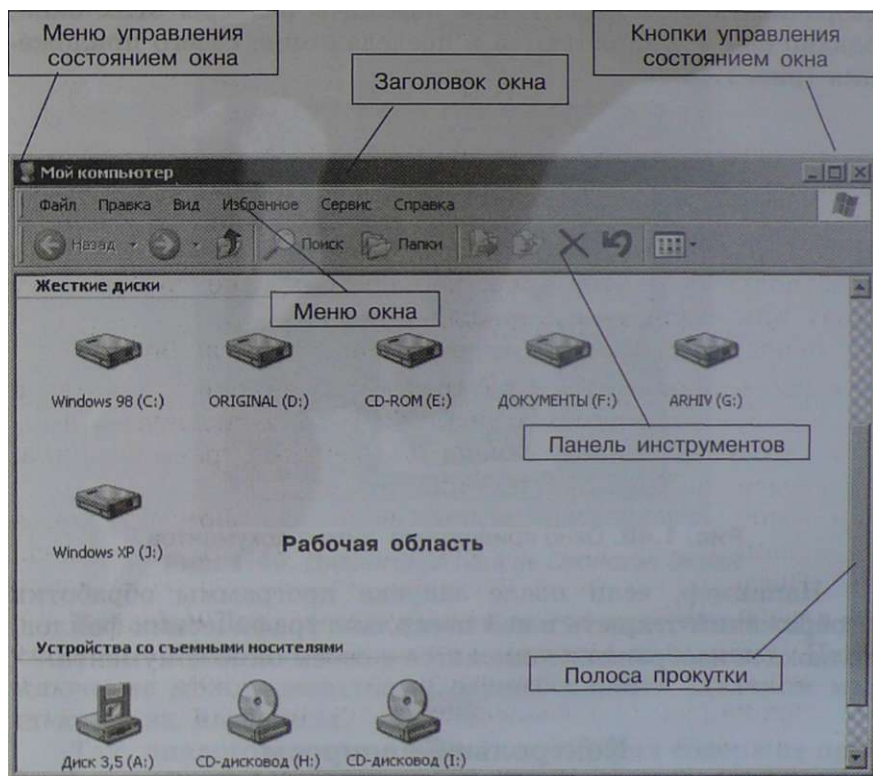 Меню управления
состоянием окна
Кнопки управления
состоянием окна
Заголовок окна
Мой компьютер
Файл Правка Вид Избранное Сервис Справка
Назад Поиск Папки
Жесткие диски
Меню окна
Windows 98 (C:) ORIGINAL (D:) CD-ROM (E:) ДОКУМЕНТЫ (F:) ARHIV (G:)
Панель инструментов
Windows XP (J:)
Рабочая область
Устройства со съемными носителями
Полоса прокутки
Диск 3,5 (A:) CD-дисковод (H:) CD-дисковод (I:)